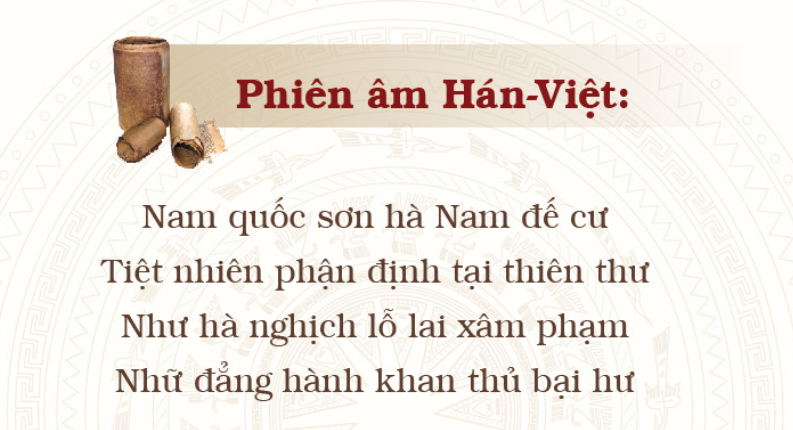 Phiên âm Hán-Việt:
Nam quốc sơn hà Nam đế cư
Tiệt nhiên phận định tại thiên thư
Như hà nghịch lỗ lai xâm phạm
Nhữ đẳng hành khan thủ bại hư